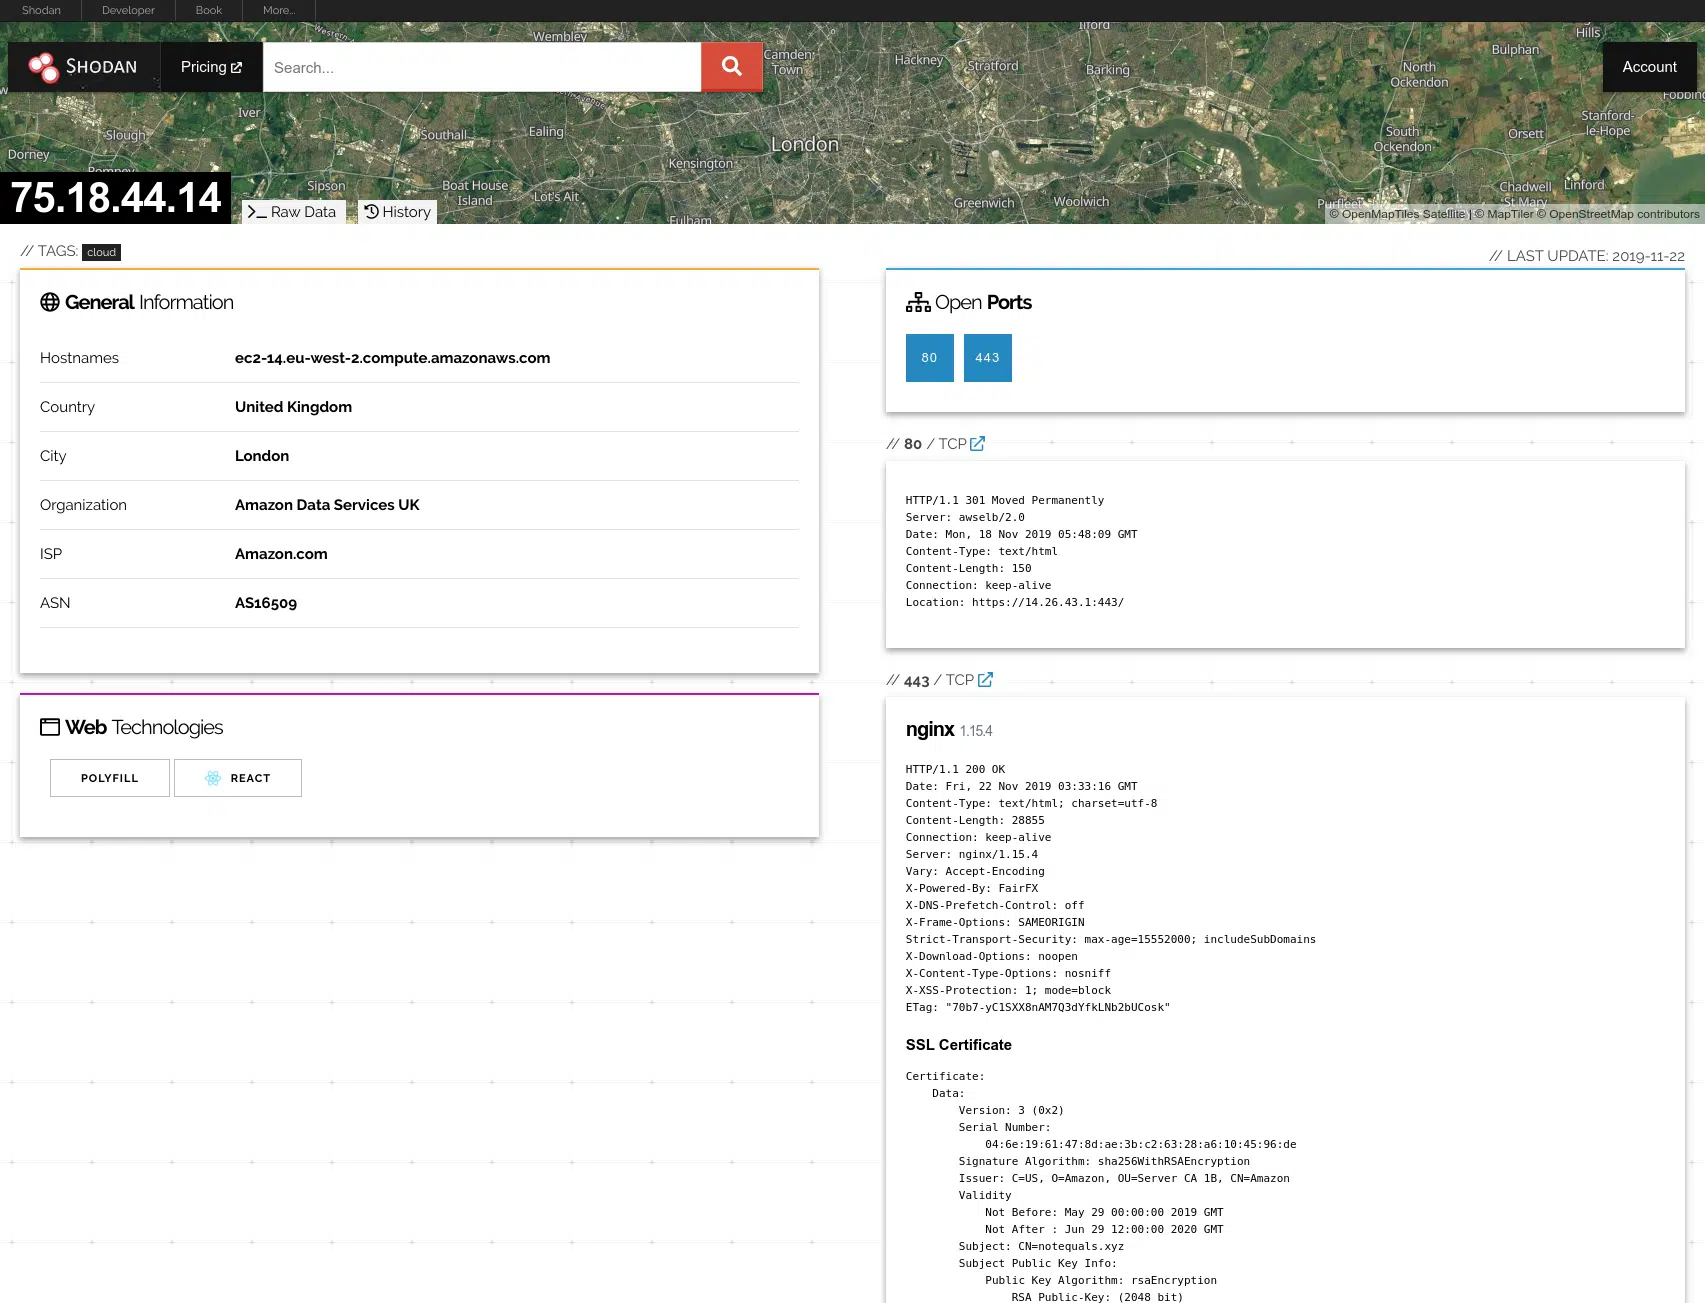 Shodan
Developer
Book
More...
SHODAN
Pricing
Search...
Account
Wembley
Camden Town
Hackney
Stratford
Ilford
Barking
Bulphan
Hills
North Ockendon
Iver
Slough
Southall
Ealing
Kensington
London
South Ockendon
Orsett
Stanford-le-Hope
Dorney
Sipson
Boat House Island
Lot's Ait
Fulham
Greenwich
Woolwich
Purfleet
Chadwell St Mary
Linford
75.18.44.14
Raw Data
History
© OpenMapTiles Satellite | © MapTiler © OpenStreetMap contributors
// TAGS: cloud
// LAST UPDATE: 2019-11-22
General Information
Hostnames ec2-14.eu-west-2.compute.amazonaws.com
Country United Kingdom
City London
Organization Amazon Data Services UK
ISP Amazon.com
ASN AS16509
Web Technologies
POLYFILL
REACT
Open Ports
80
443
// 80 / TCP
HTTP/1.1 301 Moved Permanently
Server: awselb/2.0
Date: Mon, 18 Nov 2019 05:48:09 GMT
Content-Type: text/html
Content-Length: 150
Connection: keep-alive
Location: https://14.26.43.1:443/
// 443 / TCP
nginx 1.15.4
HTTP/1.1 200 OK
Date: Fri, 22 Nov 2019 03:33:16 GMT
Content-Type: text/html; charset=utf-8
Content-Length: 28855
Connection: keep-alive
Server: nginx/1.15.4
Vary: Accept-Encoding
X-Powered-By: FairFX
X-DNS-Prefetch-Control: off
X-Frame-Options: SAMEORIGIN
Strict-Transport-Security: max-age=15552000; includeSubDomains
X-Download-Options: noopen
X-Content-Type-Options: nosniff
X-XSS-Protection: 1; mode=block
ETag: "70b7-yC1SXX8nAM7Q3dYfkLNb2bUCosk"
SSL Certificate
Certificate:
Data:
Version: 3 (0x2)
Serial Number:
04:6e:19:61:47:8d:ae:3b:c2:63:28:a6:10:45:96:de
Signature Algorithm: sha256WithRSAEncryption
Issuer: C=US, O=Amazon, OU=Server CA 1B, CN=Amazon
Validity
Not Before: May 29 00:00:00 2019 GMT
Not After : Jun 29 12:00:00 2020 GMT
Subject: CN=notequals.xyz
Subject Public Key Info:
Public Key Algorithm: rsaEncryption
RSA Public-Key: (2048 bit)